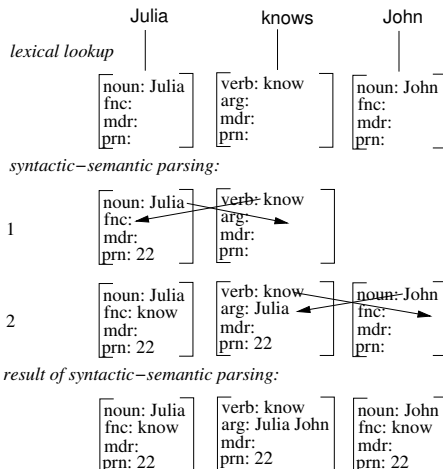 Julia knows John
lexical lookup
noun: Julia verb: know noun: John
fnc: arg: fnc:
mdr: mdr: mdr:
prn: prn: prn:
syntactic−semantic parsing:
noun: Julia verb: know
1 fnc: arg:
mdr: mdr:
prn: 22 prn:
noun: Julia verb: know noun: John
2 fnc: know arg: Julia fnc:
mdr: mdr: mdr:
prn: 22 prn: 22 prn:
result of syntactic−semantic parsing:
noun: Julia verb: know noun: John
fnc: know arg: Julia John fnc: know
mdr: mdr: mdr:
prn: 22 prn: 22 prn: 22